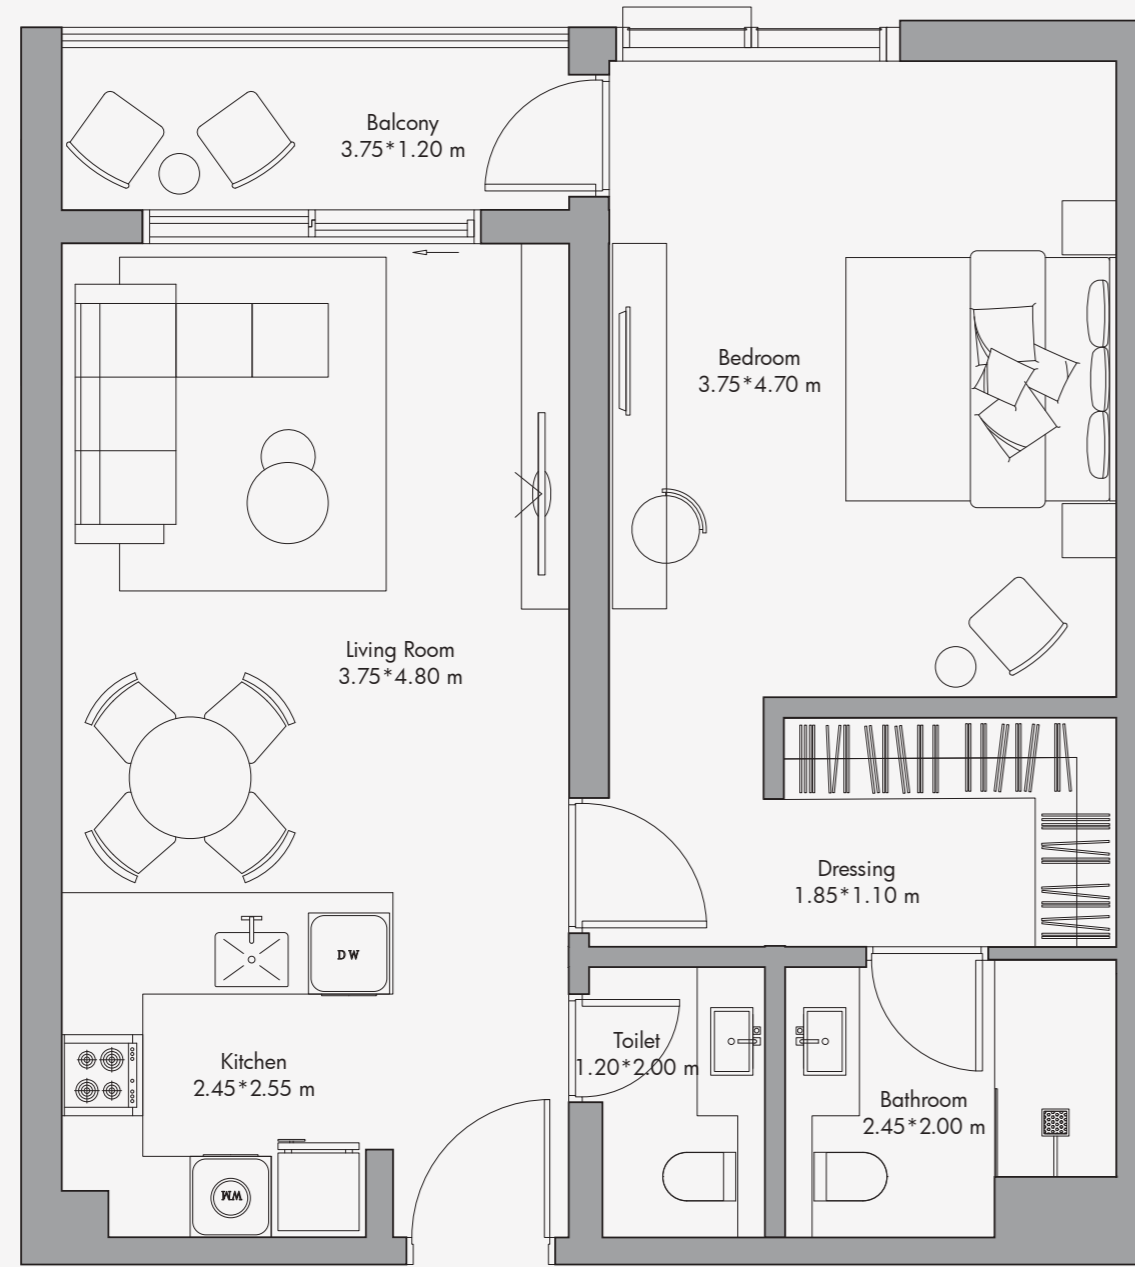 Balcony
3.75*1.20 m
Bedroom
3.75*4.70 m
Living Room
3.75*4.80 m
Dressing
1.85*1.10 m
DW
Kitchen
2.45*2.55 m
Toilet
1.20*2.00 m
Bathroom
2.45*2.00 m
WM